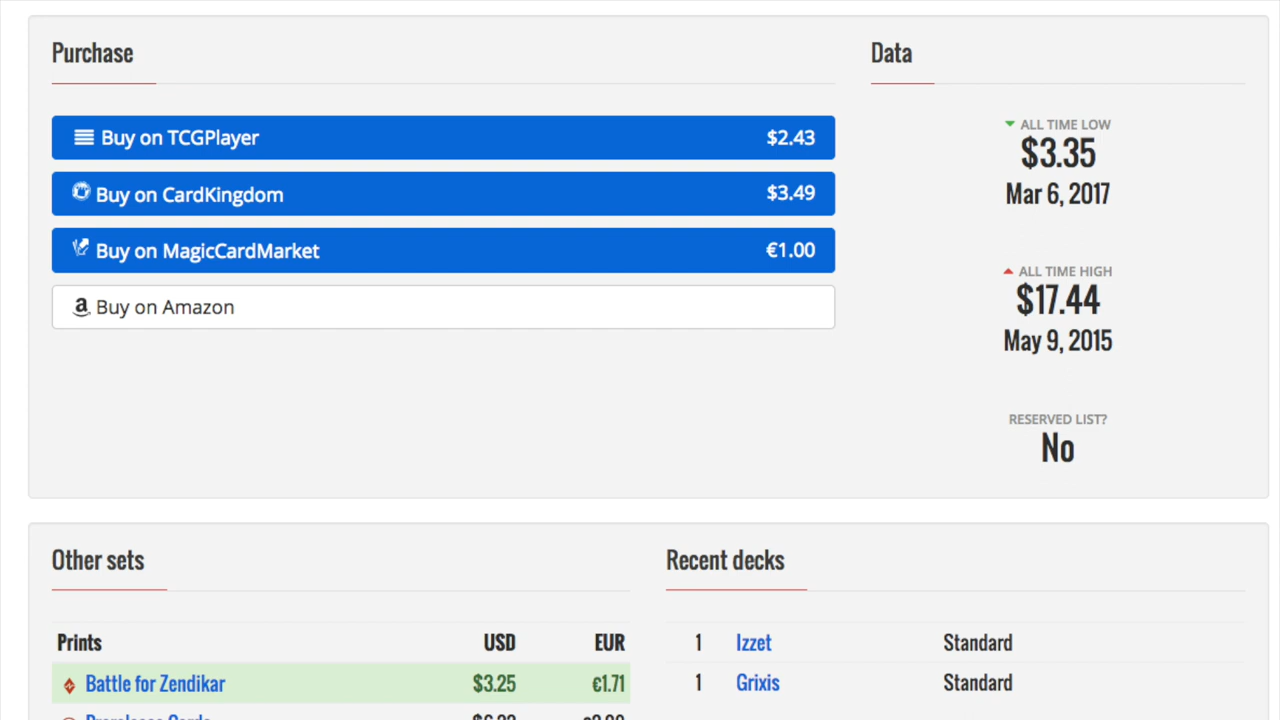 Purchase
Buy on TCGPlayer $2.43
Buy on CardKingdom $3.49
Buy on MagicCardMarket €1.00
Buy on Amazon
Data
ALL TIME LOW
$3.35
Mar 6, 2017
ALL TIME HIGH
$17.44
May 9, 2015
RESERVED LIST?
No
Other sets
Prints USD EUR
Battle for Zendikar $3.25 €1.71
Recent decks
1 Izzet Standard
1 Grixis Standard